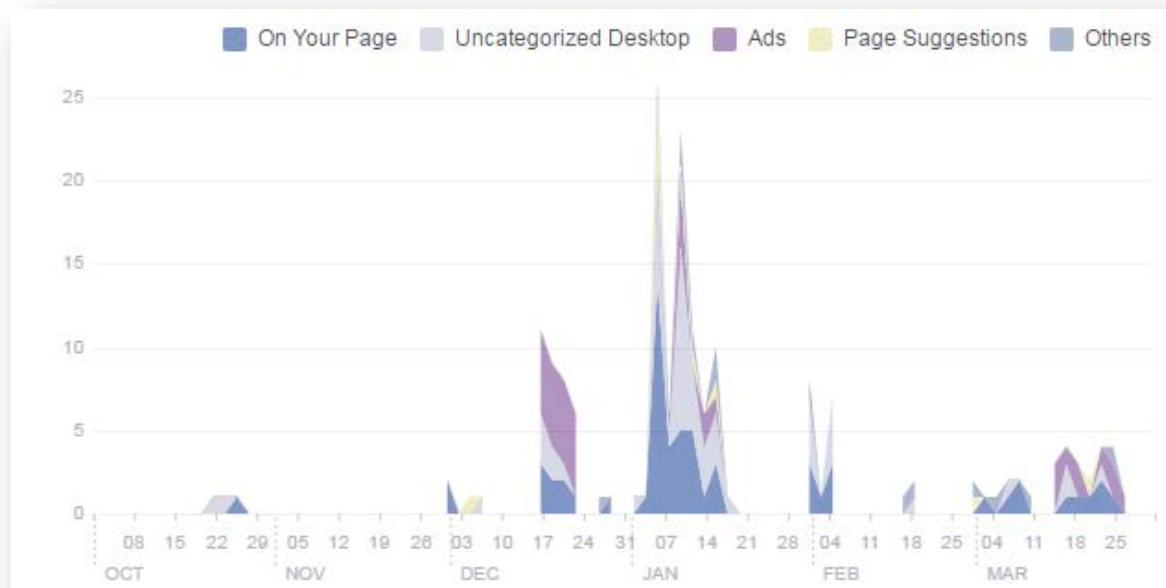 On Your Page Uncategorized Desktop Ads Page Suggestions Others
25
20
15
10
5
0
08 15 22 29 05 12 19 26 03 10 17 24 31 07 14 21 28 04 11 18 25 04 11 18 25
OCT NOV DEC JAN FEB MAR